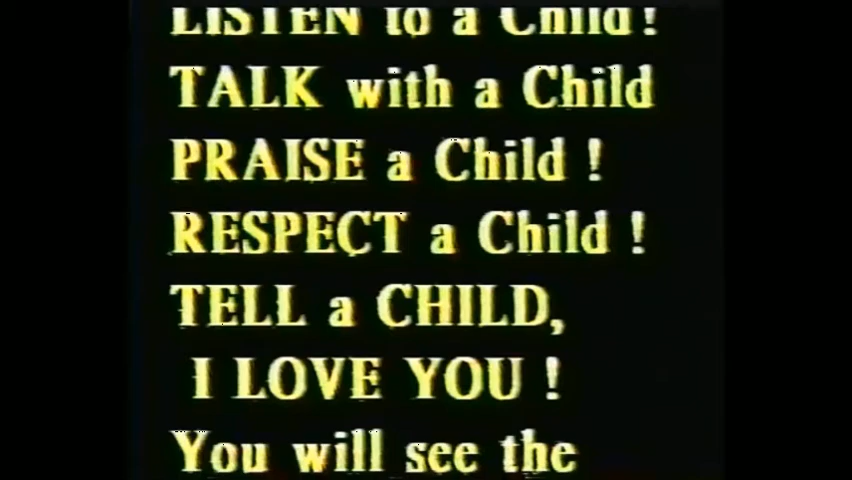 LISTEN to a Child!
TALK with a Child
PRAISE a Child !
RESPECT a Child !
TELL a CHILD,
I LOVE YOU !
You will see the